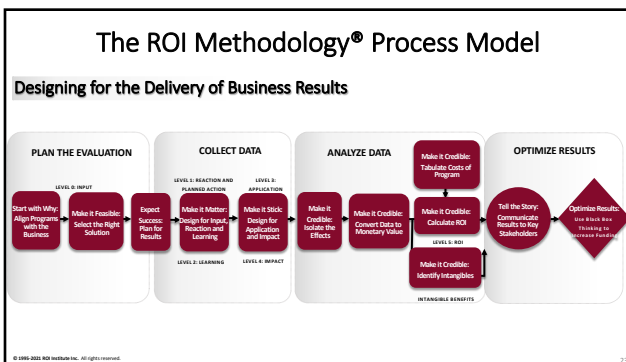 The ROI Methodology® Process Model
Designing for the Delivery of Business Results
PLAN THE EVALUATION
LEVEL 0: INPUT
Start with Why:
Align Programs
with the
Business
Make it Feasible:
Select the Right
Solution
Expect
Success:
Plan for
Results
COLLECT DATA
LEVEL 1: REACTION AND
PLANNED ACTION
Make it Matter:
Design for Input,
Reaction and
Learning
LEVEL 2: LEARNING
LEVEL 3:
APPLICATION
Make it Stick:
Design for
Application
and Impact
LEVEL 4: IMPACT
ANALYZE DATA
Make it
Credible:
Isolate the
Effects
Make it Credible:
Convert Data to
Monetary Value
Make it Credible:
Tabulate Costs of
Program
Make it Credible:
Calculate ROI
LEVEL 5: ROI
Make it Credible:
Identify Intangibles
INTANGIBLE BENEFITS
OPTIMIZE RESULTS
Tell the Story:
Communicate
Results to Key
Stakeholders
Optimize Results:
Use Black Box
Thinking to
Increase Funding
© 1995-2021 ROI Institute Inc. All rights reserved.